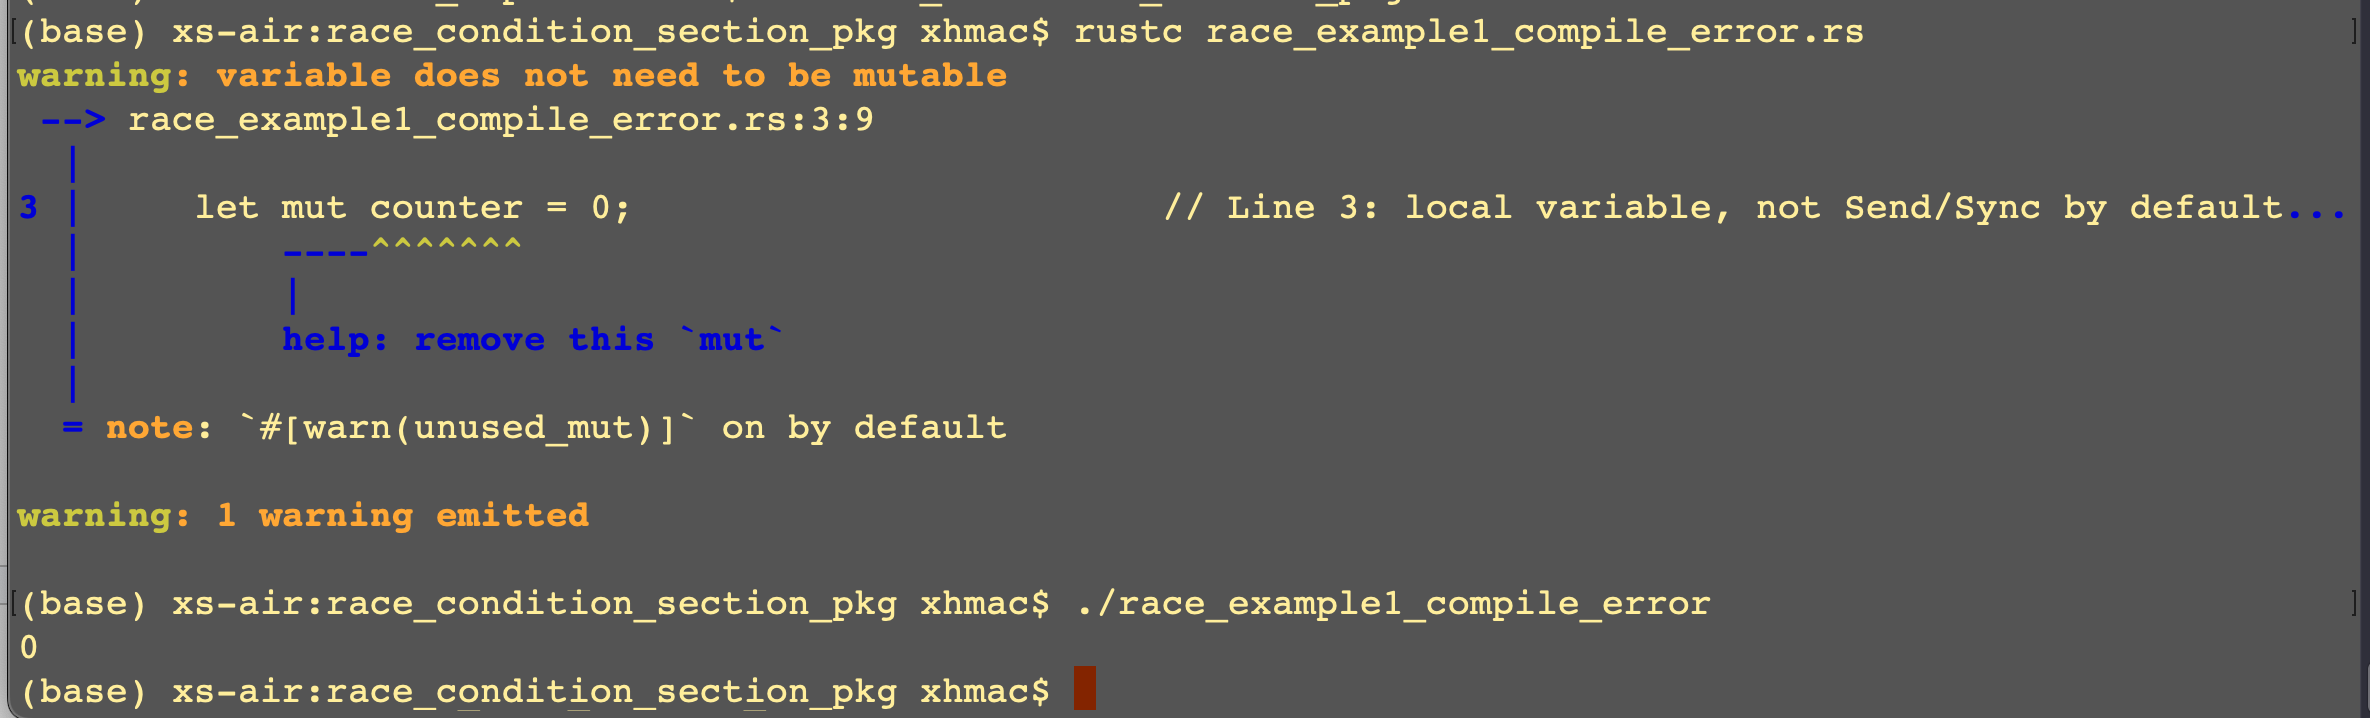 (base) xs-air:race_condition_section_pkg xhmac$ rustc race_example1_compile_error.rs
warning: variable does not need to be mutable
 --> race_example1_compile_error.rs:3:9
  |
3 |     let mut counter = 0;                        // Line 3: local variable, not Send/Sync by default...
  |         ----^^^^^^^
  |         |
  |         help: remove this `mut`
  |
  = note: `#[warn(unused_mut)]` on by default
warning: 1 warning emitted
(base) xs-air:race_condition_section_pkg xhmac$ ./race_example1_compile_error
0
(base) xs-air:race_condition_section_pkg xhmac$